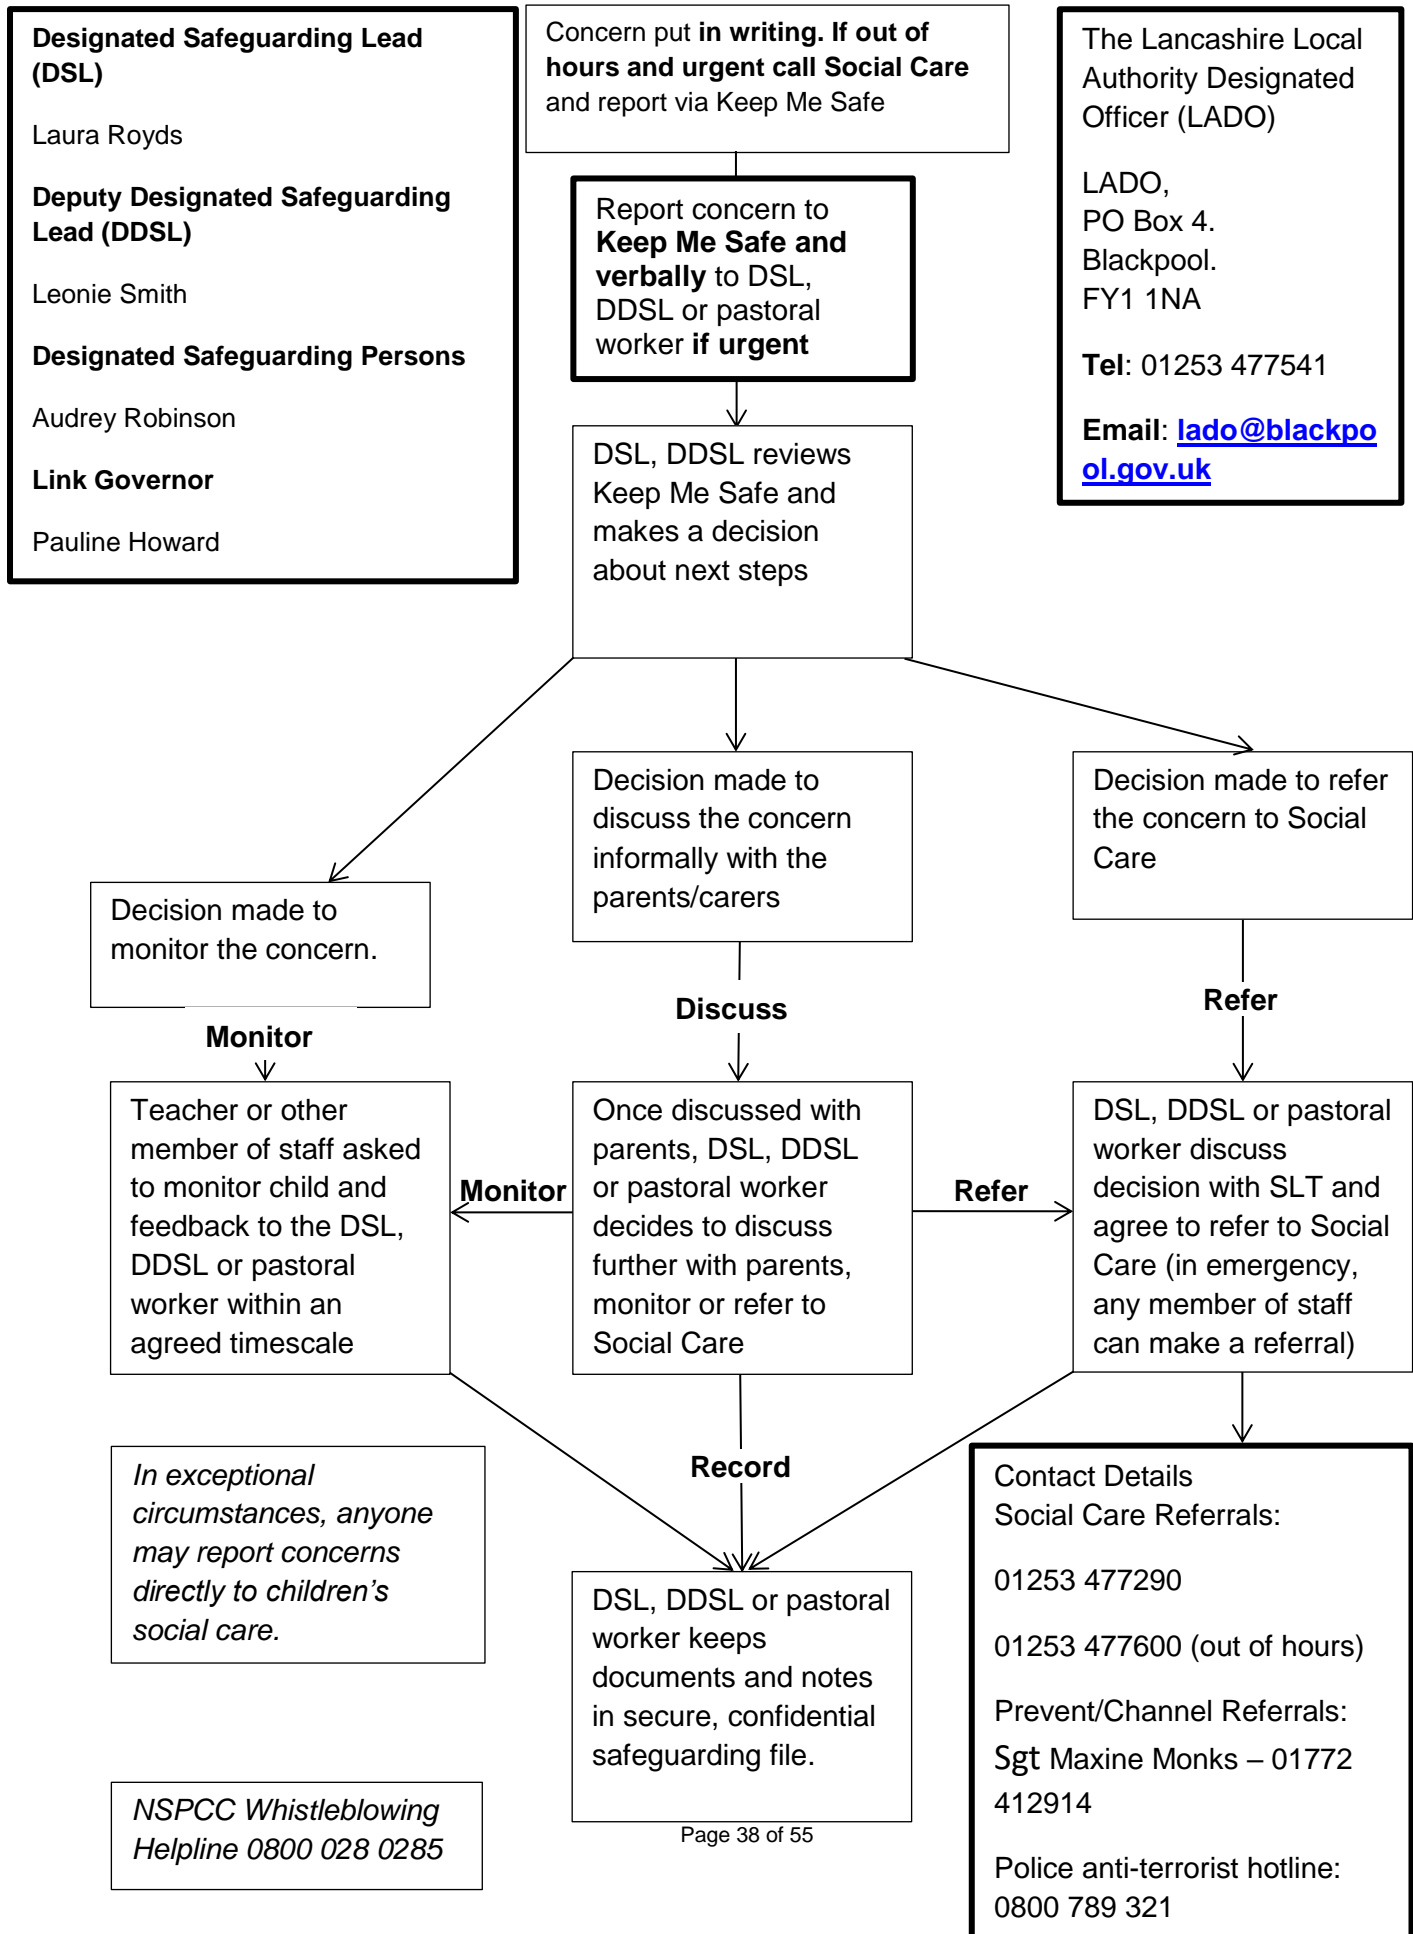 Designated Safeguarding Lead
(DSL)
Laura Royds
Deputy Designated Safeguarding
Lead (DDSL)
Leonie Smith
Designated Safeguarding Persons
Audrey Robinson
Link Governor
Pauline Howard
Concern put in writing. If out of
hours and urgent call Social Care
and report via Keep Me Safe
The Lancashire Local
Authority Designated
Officer (LADO)
LADO,
PO Box 4.
Blackpool.
FY1 1NA
Tel: 01253 477541
Email: lado@blackpo
ol.gov.uk
Report concern to
Keep Me Safe and
verbally to DSL,
DDSL or pastoral
worker if urgent
DSL, DDSL reviews
Keep Me Safe and
makes a decision
about next steps
Decision made to
monitor the concern.
Decision made to
discuss the concern
informally with the
parents/carers
Decision made to refer
the concern to Social
Care
Monitor
Discuss
Refer
Teacher or other
member of staff asked
to monitor child and
feedback to the DSL,
DDSL or pastoral
worker within an
agreed timescale
Monitor
Once discussed with
parents, DSL, DDSL
or pastoral worker
decides to discuss
further with parents,
monitor or refer to
Social Care
Refer
DSL, DDSL or pastoral
worker discuss
decision with SLT and
agree to refer to Social
Care (in emergency,
any member of staff
can make a referral)
In exceptional
circumstances, anyone
may report concerns
directly to children’s
social care.
Record
Contact Details
Social Care Referrals:
01253 477290
01253 477600 (out of hours)
Prevent/Channel Referrals:
Sgt Maxine Monks – 01772
412914
Police anti-terrorist hotline:
0800 789 321
DSL, DDSL or pastoral
worker keeps
documents and notes
in secure, confidential
safeguarding file.
NSPCC Whistleblowing
Helpline 0800 028 0285
Page 38 of 55